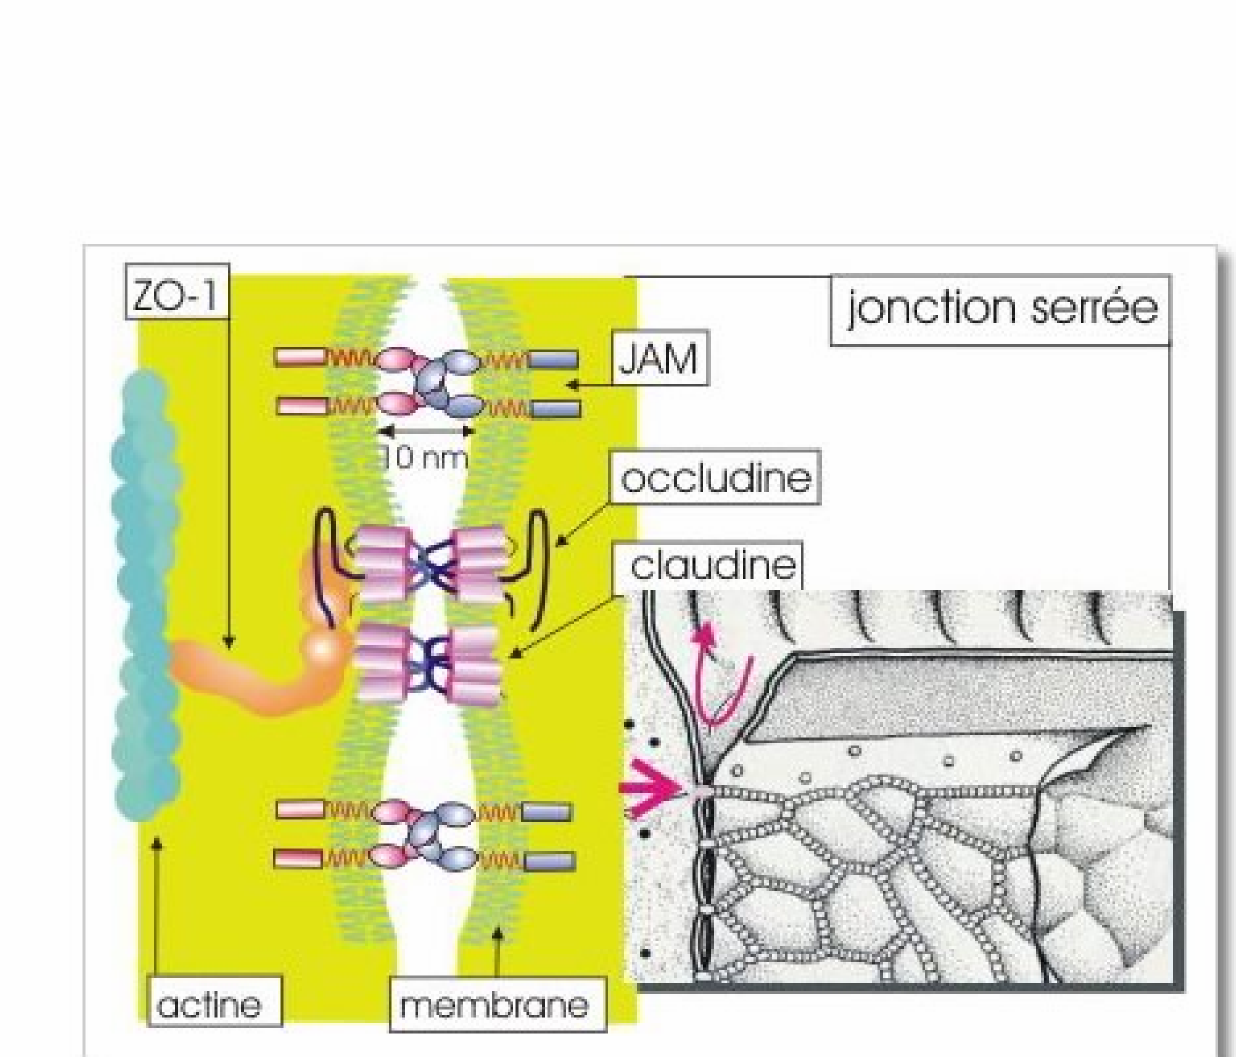 ZO-1
jonction serrée
JAM
10 nm
occludine
claudine
actine
membrane